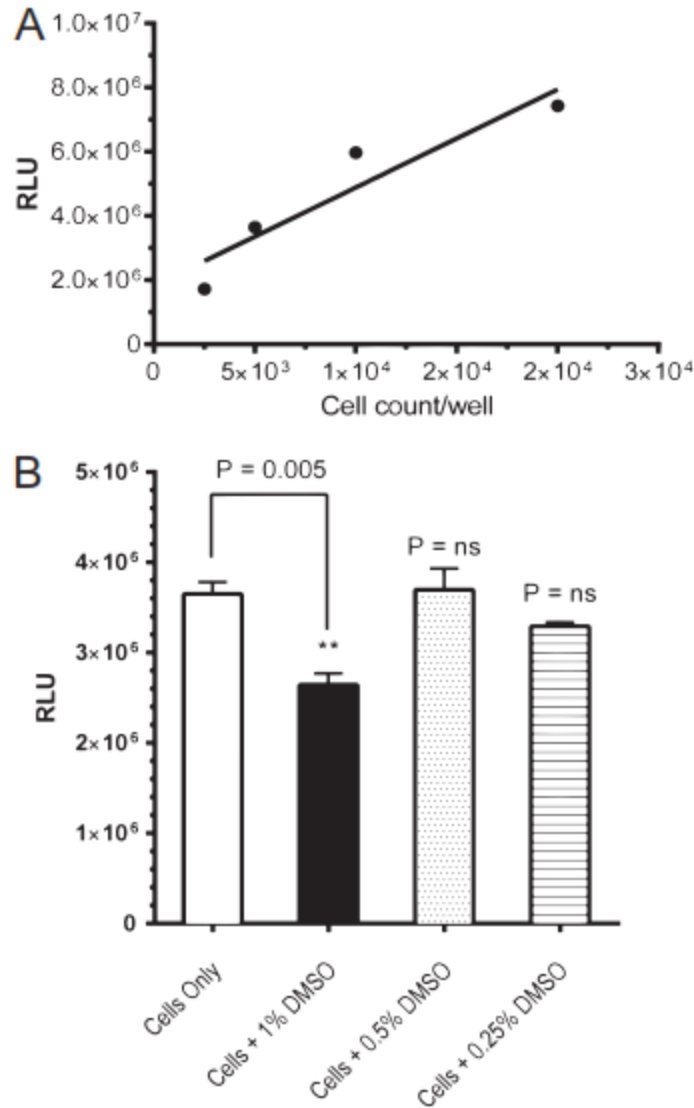 A
1.0×10⁷
8.0×10⁶
6.0×10⁶
4.0×10⁶
2.0×10⁶
0
RLU
0 5×10³ 1×10⁴ 2×10⁴ 2×10⁴ 3×10⁴
Cell count/well
B
5×10⁶
4×10⁶
3×10⁶
2×10⁶
1×10⁶
0
RLU
P = 0.005
**
P = ns
P = ns
Cells Only
Cells + 1% DMSO
Cells + 0.5% DMSO
Cells + 0.25% DMSO